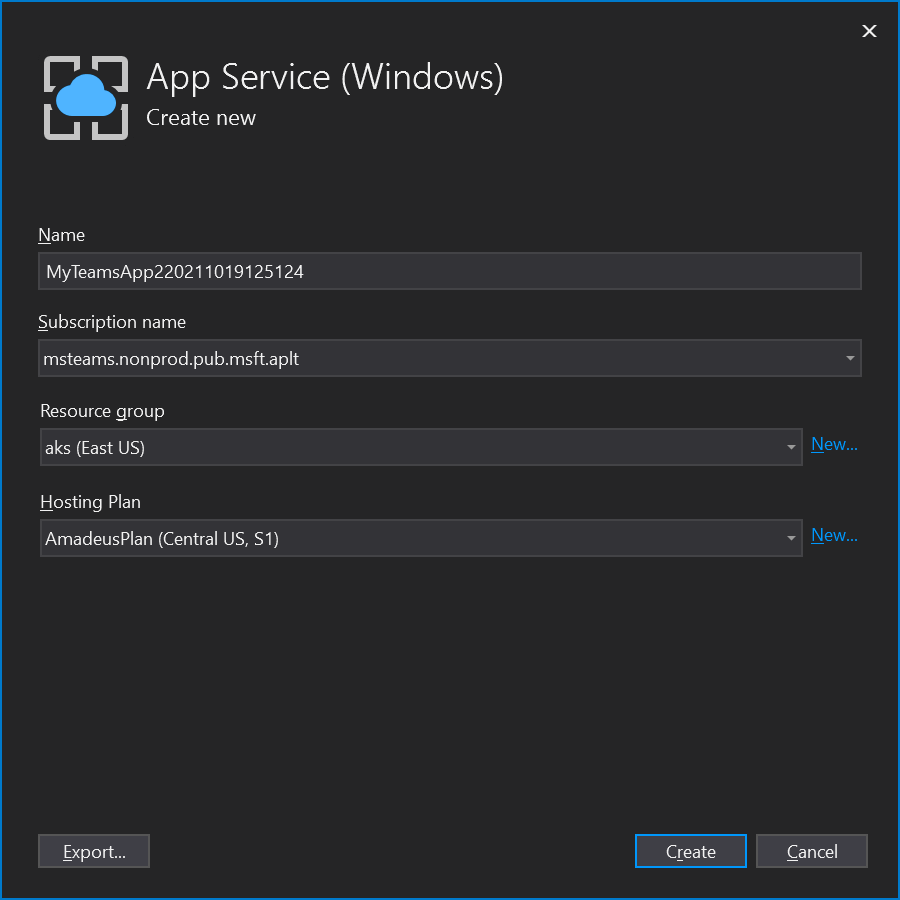 App Service (Windows)
Create new
Name
MyTeamsApp220211019125124
Subscription name
msteams.nonprod.pub.msft.aplt
Resource group
aks (East US)
New...
Hosting Plan
AmadeusPlan (Central US, S1)
New...
Export...
Create
Cancel